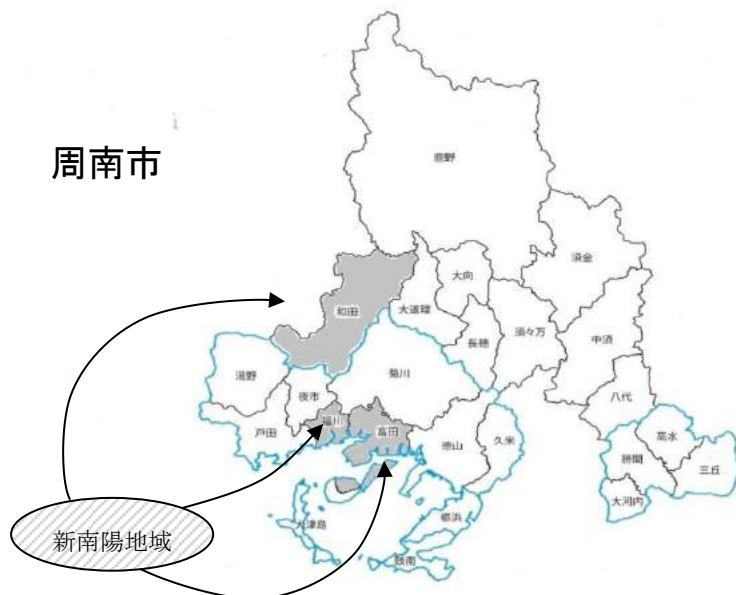 周南市
鹿野
須金
大向
和田
大道理
須々万
中須
長穂
湯野
菊川
夜市
八代
福川
戸田
富田
徳山
久米
高水
勝間
三丘
大河内
大津島
櫛浜
鼓南
新南陽地域